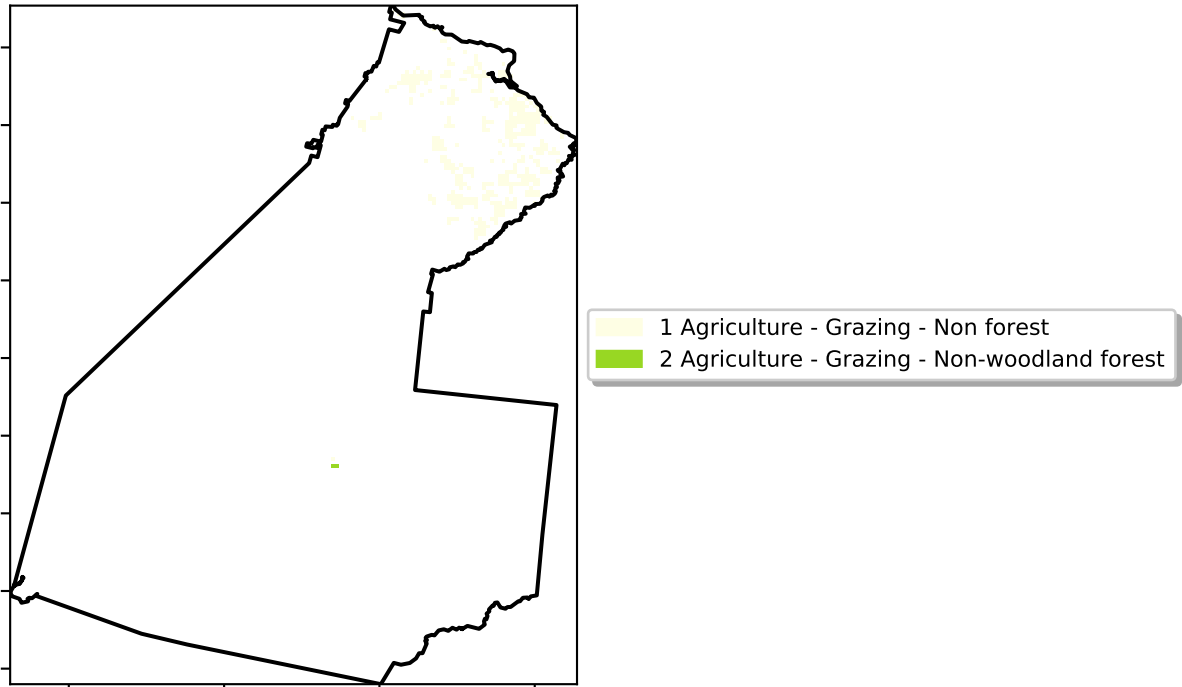 1 Agriculture - Grazing - Non forest
2 Agriculture - Grazing - Non-woodland forest